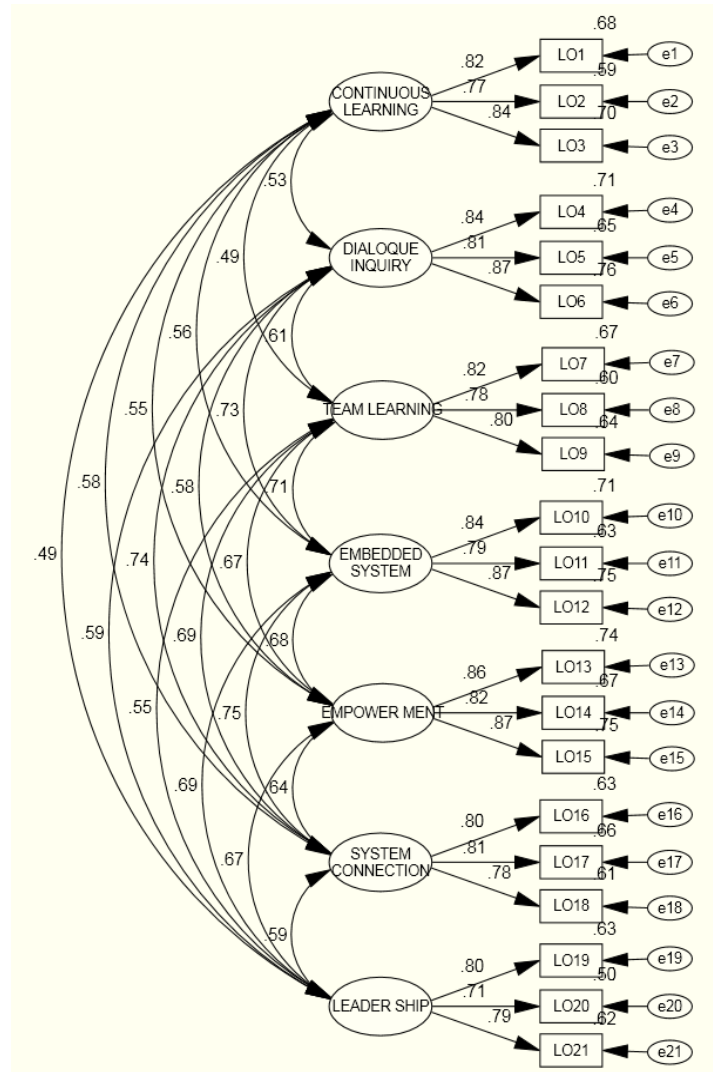 .68
.82
LO1
e1
.59
CONTINUOUS
LEARNING
.77
LO2
e2
.70
.84
LO3
e3
.53
.71
.84
LO4
e4
.65
DIALOQUE
INQUIRY
.81
LO5
e5
.76
.87
LO6
e6
.49
.56
.61
.67
.82
LO7
e7
.60
TEAM LEARNING
.78
LO8
e8
.64
.80
LO9
e9
.55
.73
.58
.58
.71
.71
.84
LO10
e10
.63
EMBEDDED
SYSTEM
.79
LO11
e11
.75
.87
LO12
e12
.49
.74
.67
.59
.69
.68
.74
.86
LO13
e13
.67
EMPOWER MENT
.82
LO14
e14
.75
.87
LO15
e15
.55
.75
.69
.64
.63
.80
LO16
e16
.66
SYSTEM
CONNECTION
.81
LO17
e17
.61
.78
LO18
e18
.67
.59
.63
.80
LO19
e19
.50
LEADER SHIP
.71
LO20
e20
.62
.79
LO21
e21